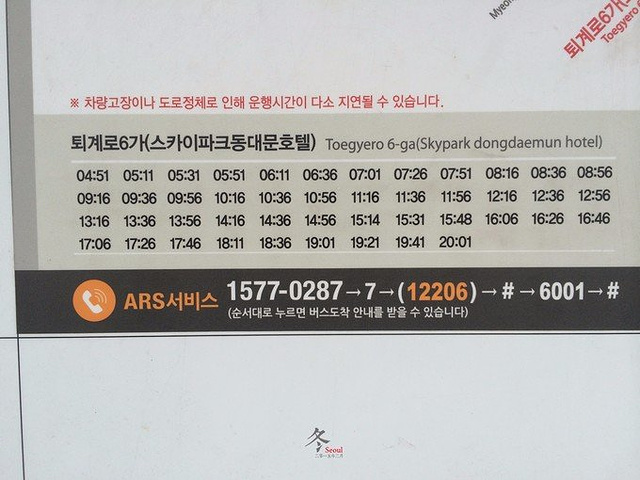 Myeon
퇴계로6가(
Toegyero
※ 차량고장이나 도로정체로 인해 운행시간이 다소 지연될 수 있습니다.
퇴계로6가(스카이파크동대문호텔) Toegyero 6-ga(Skypark dongdaemun hotel)
04:51 05:11 05:31 05:51 06:11 06:36 07:01 07:26 07:51 08:16 08:36 08:56
09:16 09:36 09:56 10:16 10:36 10:56 11:16 11:36 11:56 12:16 12:36 12:56
13:16 13:36 13:56 14:16 14:36 14:56 15:14 15:31 15:48 16:06 16:26 16:46
17:06 17:26 17:46 18:11 18:36 19:01 19:21 19:41 20:01
ARS서비스 1577-0287→7→(12206)→#→6001→#
(순서대로 누르면 버스도착 안내를 받을 수 있습니다)
冬 Seoul